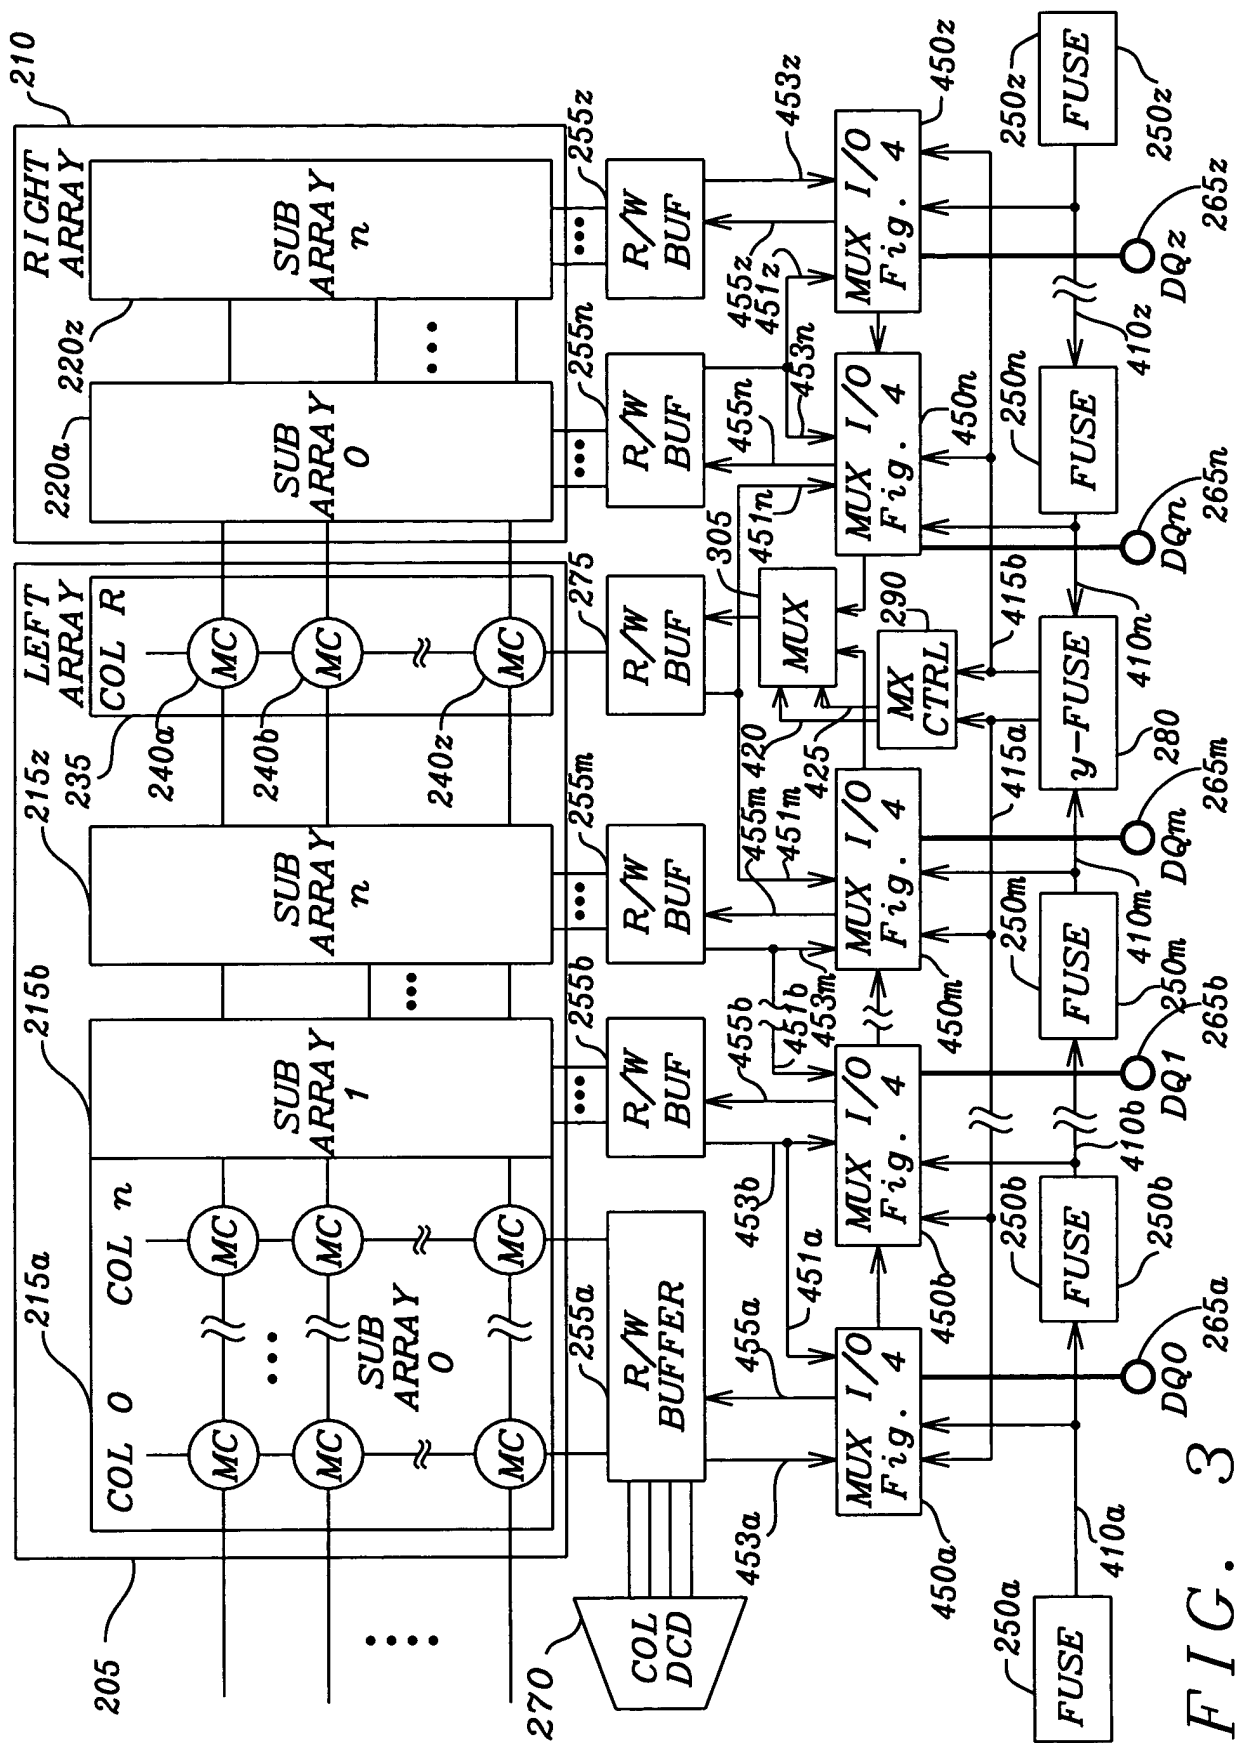 205
215a
215b
215z
LEFT
ARRAY
RIGHT
ARRAY
210
COL 0
COL n
235
COL R
220a
220z
MC
MC
240a
MC
MC
MC
240b
MC
SUB
ARRAY
0
SUB
ARRAY
1
SUB
ARRAY
n
SUB
ARRAY
0
SUB
ARRAY
n
MC
MC
240z
MC
270
COL
DCD
255a
R/W
BUFFER
255b
R/W
BUF
255m
R/W
BUF
275
R/W
BUF
255n
R/W
BUF
255z
R/W
BUF
453a
455a
451a
453b
455b
451b
453m
455m
451m
420
425
305
MUX
451n
455n
453n
455z
451z
453z
450a
MUX I/O
Fig. 4
450b
MUX I/O
Fig. 4
450m
MUX I/O
Fig. 4
MX
CTRL
290
MUX I/O
Fig. 4
450n
MUX I/O
Fig. 4
450z
415a
415b
250a
FUSE
410a
250b
FUSE
250b
410b
250m
FUSE
250m
410m
y-FUSE
280
410n
250n
FUSE
410z
250z
FUSE
250z
DQ0
265a
DQ1
265b
DQm
265m
DQn
265n
DQz
265z
FIG. 3